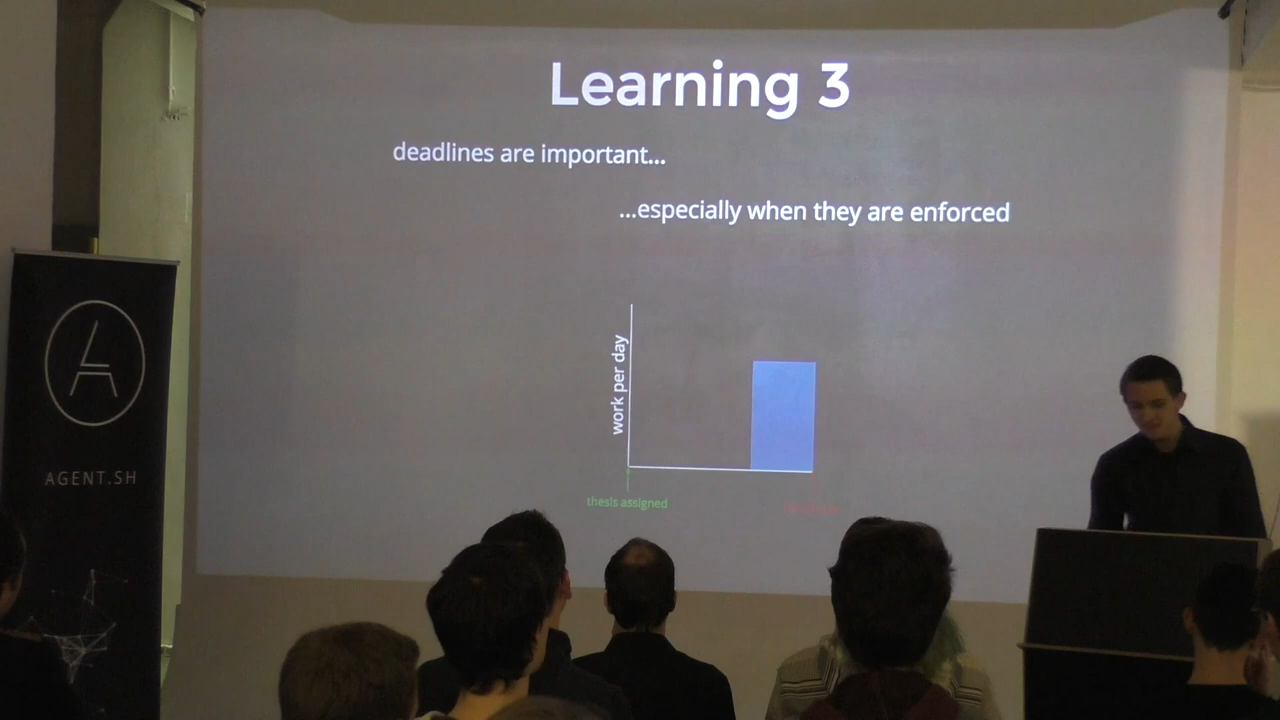 Learning 3
deadlines are important...
...especially when they are enforced
work per day
thesis assigned
AGENT.SH